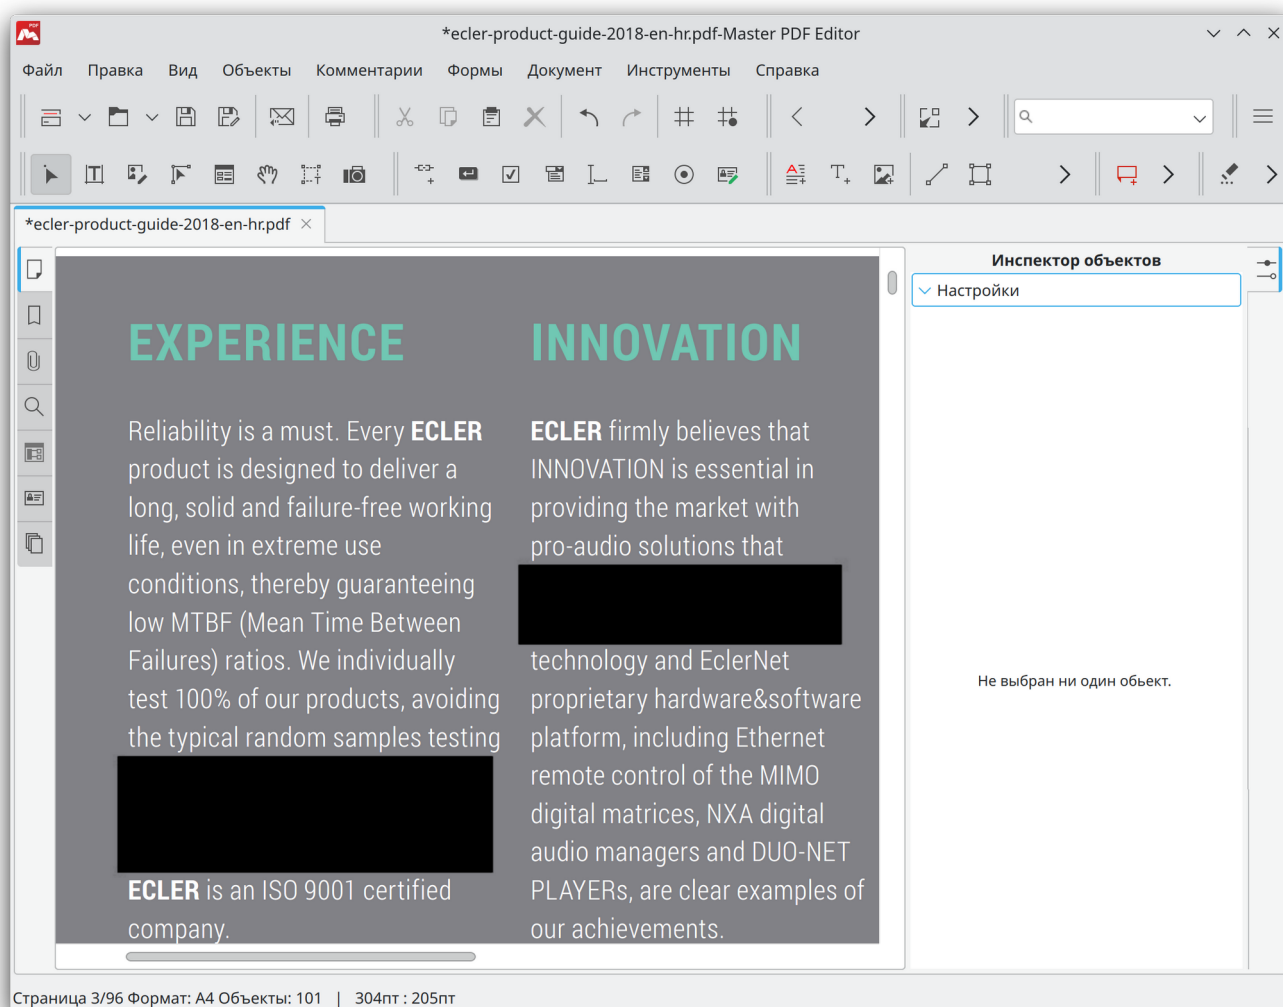 *ecler-product-guide-2018-en-hr.pdf-Master PDF Editor
Файл Правка Вид Объекты Комментарии Формы Документ Инструменты Справка
*ecler-product-guide-2018-en-hr.pdf
EXPERIENCE
Reliability is a must. Every ECLER
product is designed to deliver a
long, solid and failure-free working
life, even in extreme use
conditions, thereby guaranteeing
low MTBF (Mean Time Between
Failures) ratios. We individually
test 100% of our products, avoiding
the typical random samples testing
ECLER is an ISO 9001 certified
company.
INNOVATION
ECLER firmly believes that
INNOVATION is essential in
providing the market with
pro-audio solutions that
technology and EclerNet
proprietary hardware&software
platform, including Ethernet
remote control of the MIMO
digital matrices, NXA digital
audio managers and DUO-NET
PLAYERs, are clear examples of
our achievements.
Инспектор объектов
Настройки
Не выбран ни один обьект.
Страница 3/96 Формат: A4 Объекты: 101 | 304пт : 205пт